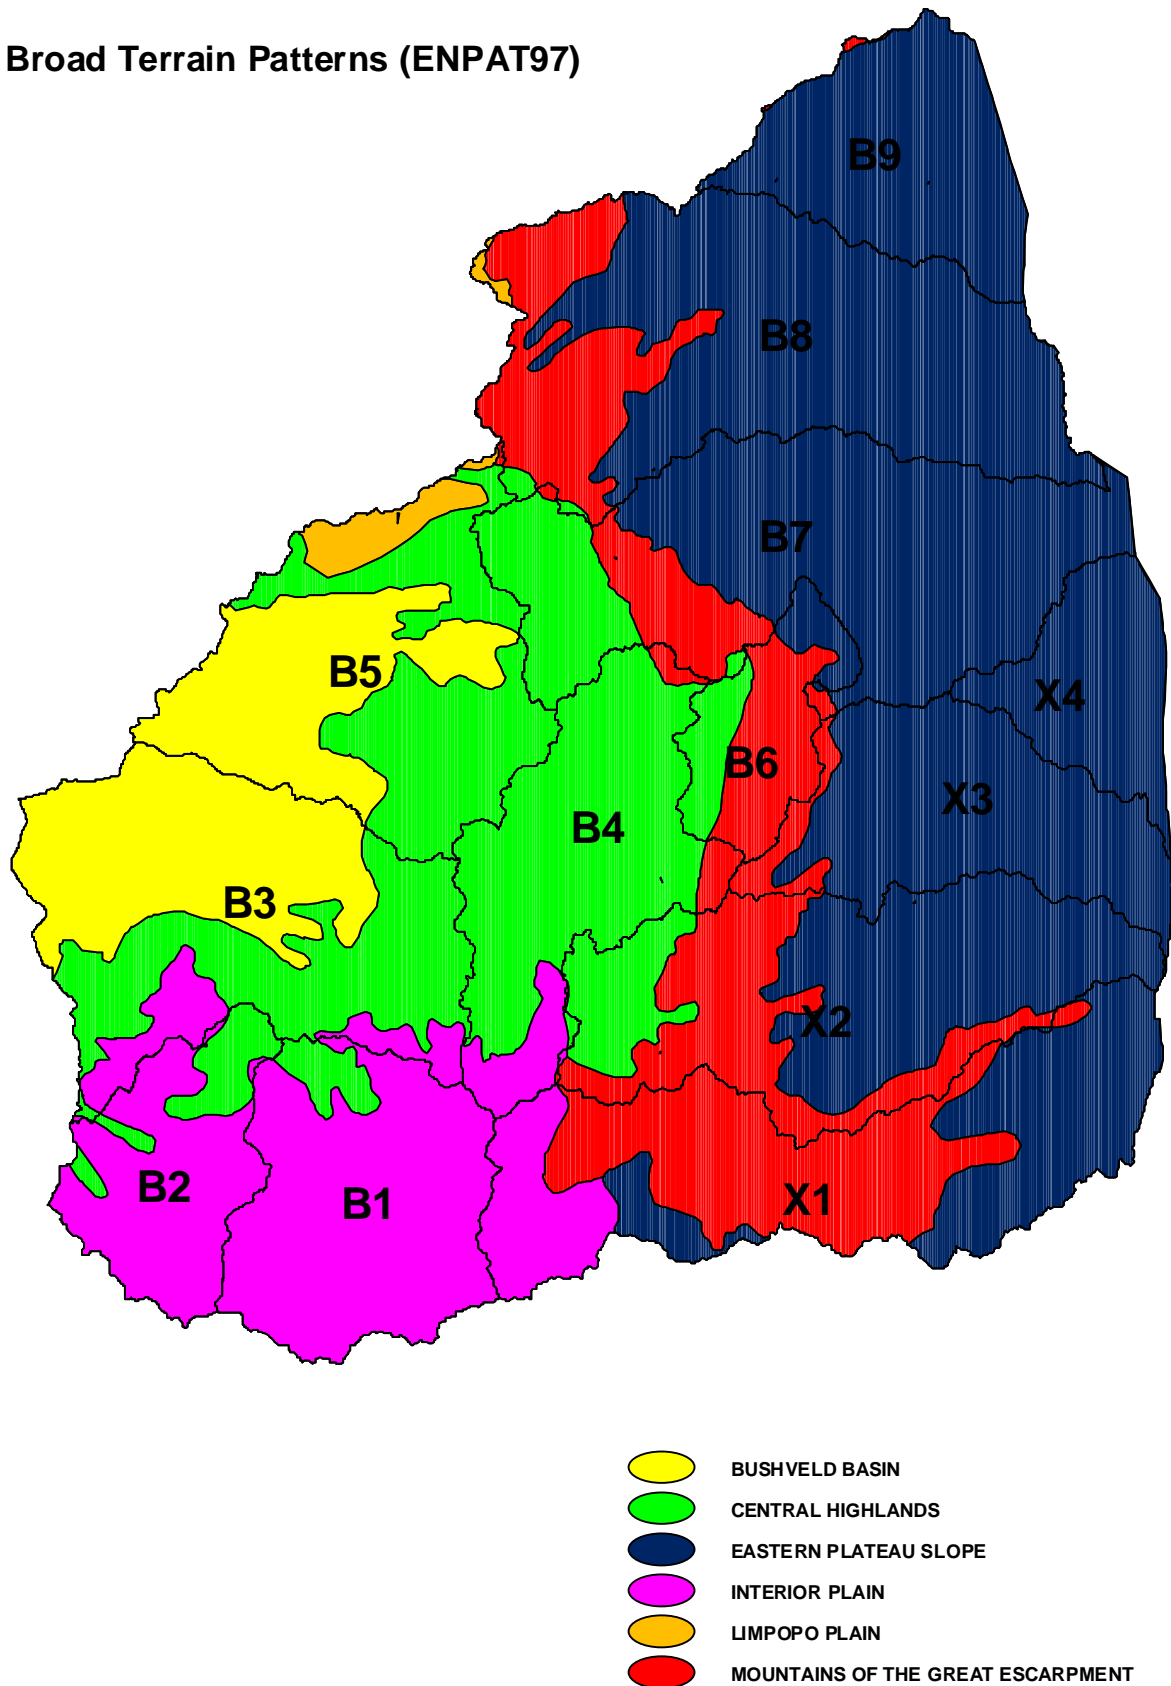 Broad Terrain Patterns (ENPAT97)
B9
B8
B7
B5
X4
B6
X3
B4
B3
X2
B2
B1
X1
BUSHVELD BASIN
CENTRAL HIGHLANDS
EASTERN PLATEAU SLOPE
INTERIOR PLAIN
LIMPOPO PLAIN
MOUNTAINS OF THE GREAT ESCARPMENT